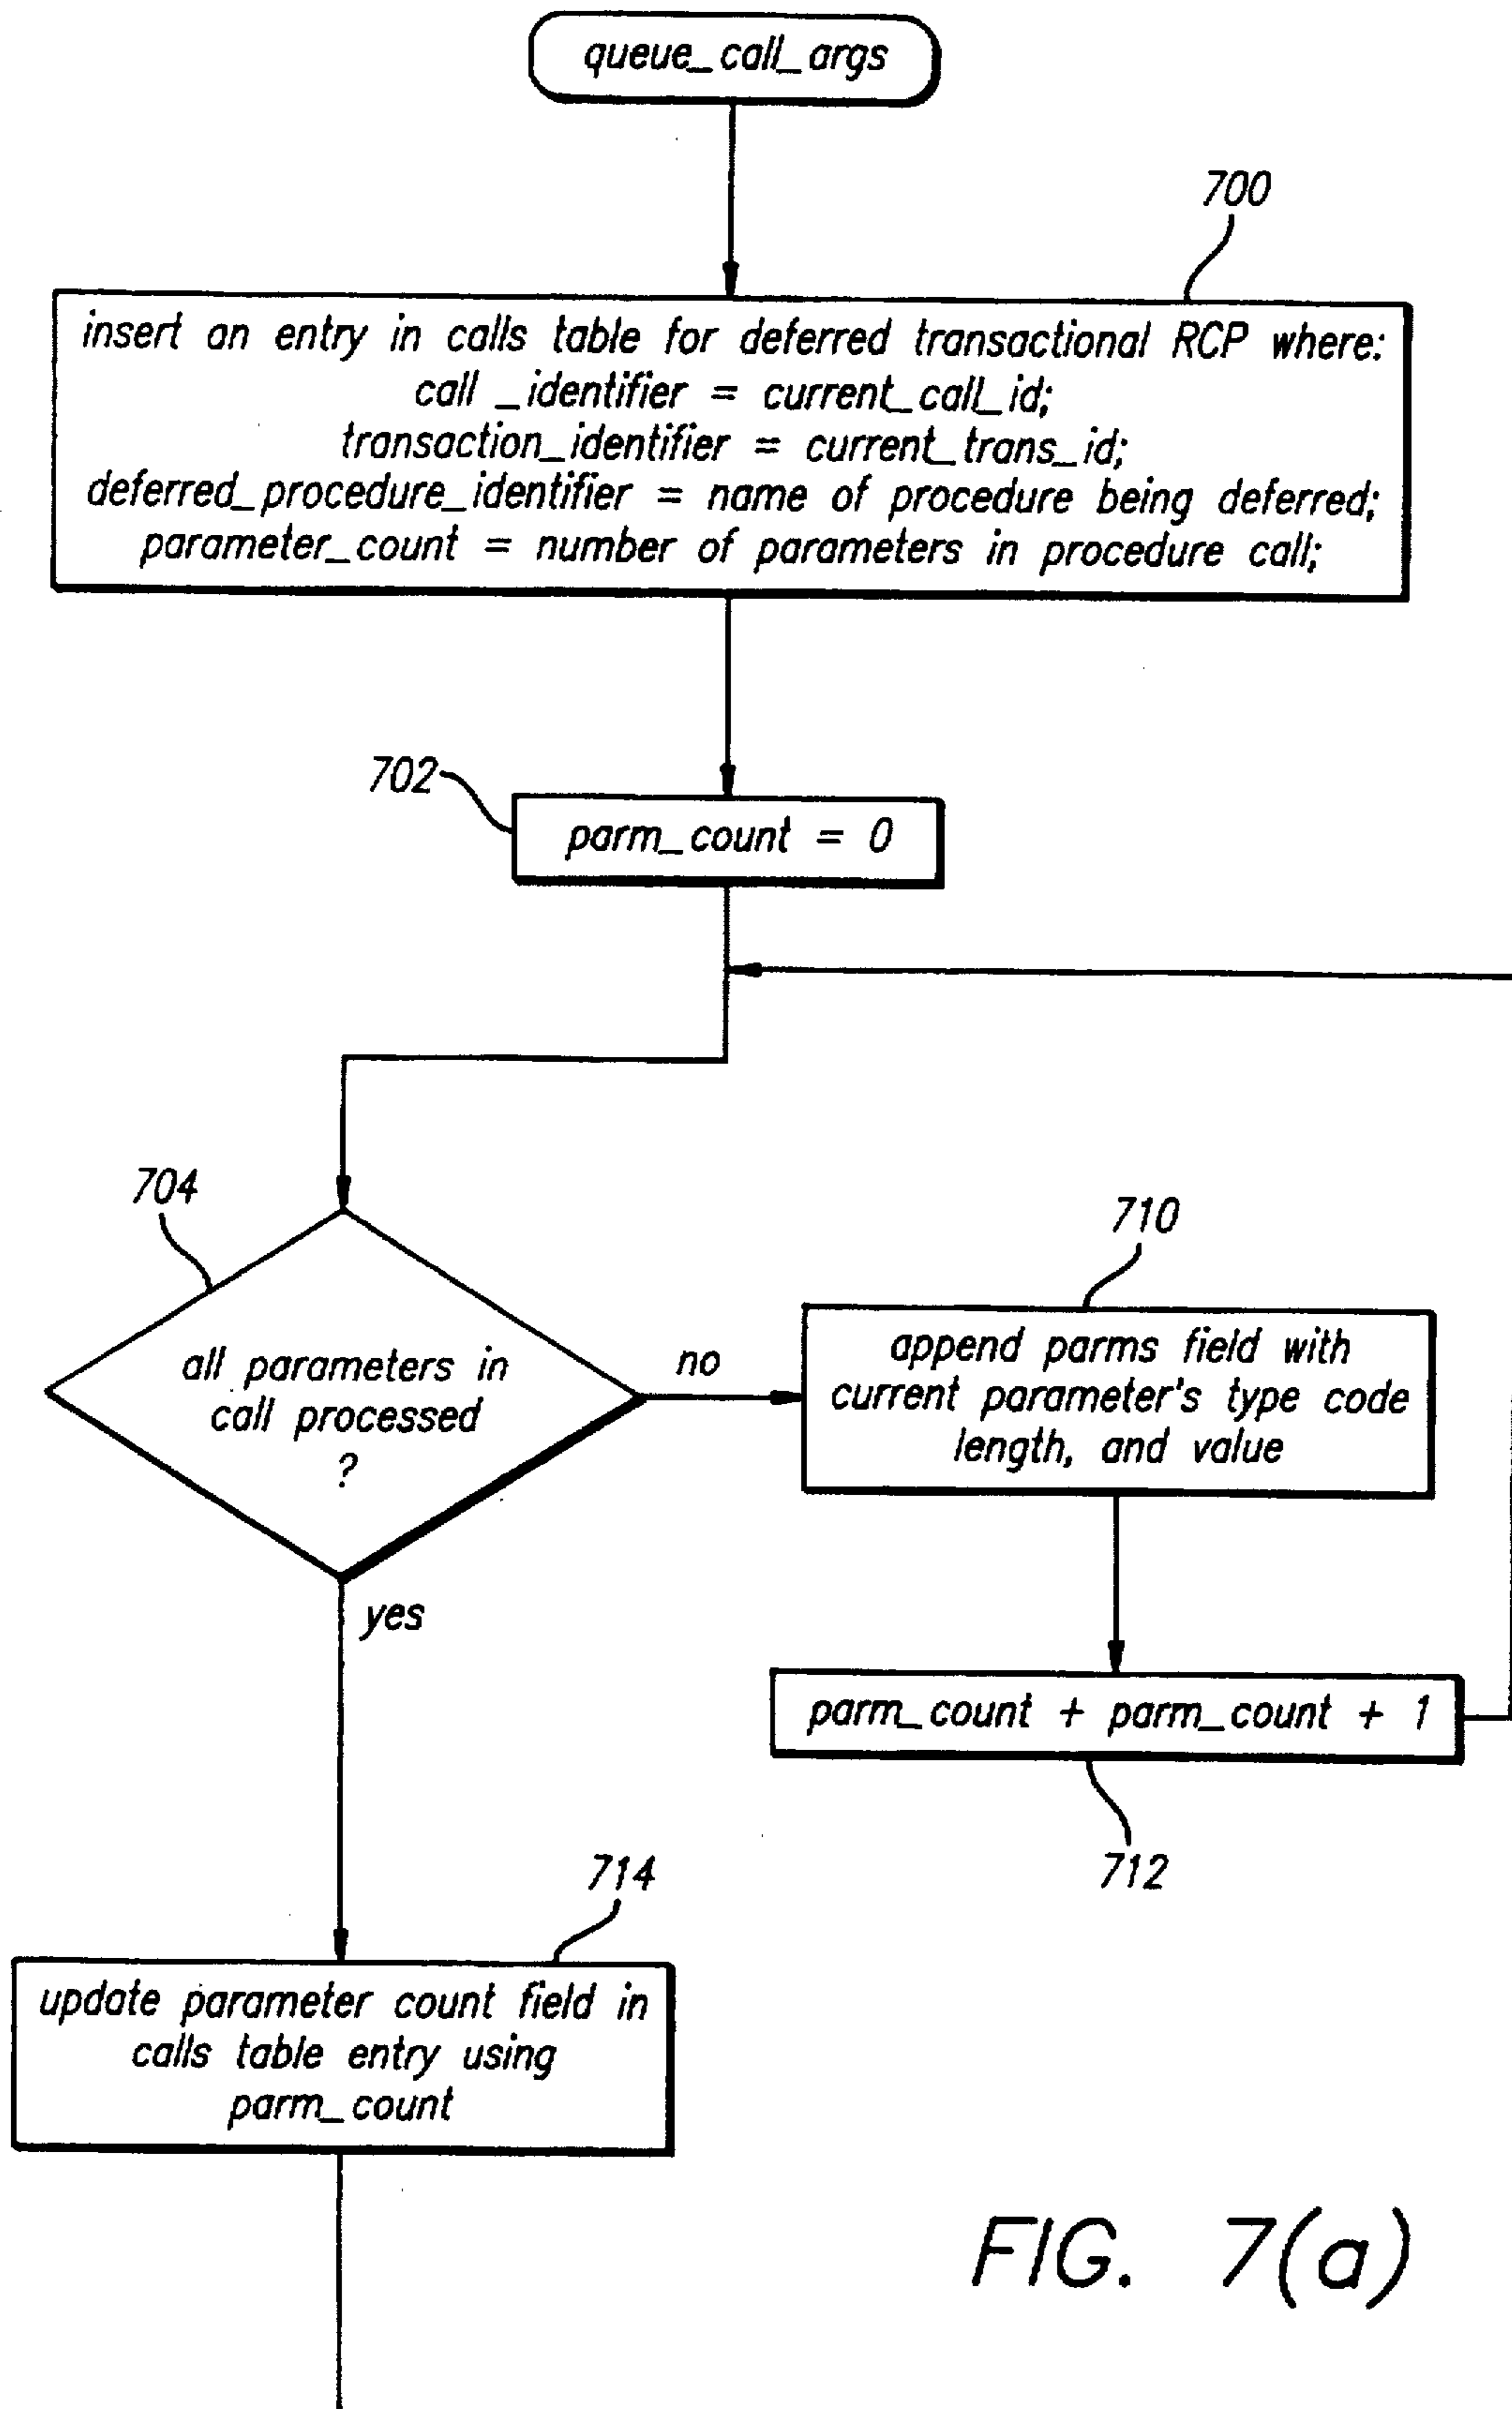 queue_call_args
700
insert an entry in calls table for deferred transactional RCP where:
call _identifier = current_call_id;
transaction_identifier = current_trans_id;
deferred_procedure_identifier = name of procedure being deferred;
parameter_count = number of parameters in procedure call;
702
parm_count = 0
704
all parameters in
call processed
?
no
710
append parms field with
current parameter's type code
length, and value
yes
parm_count + parm_count + 1
712
714
update parameter count field in
calls table entry using
parm_count
FIG. 7(a)